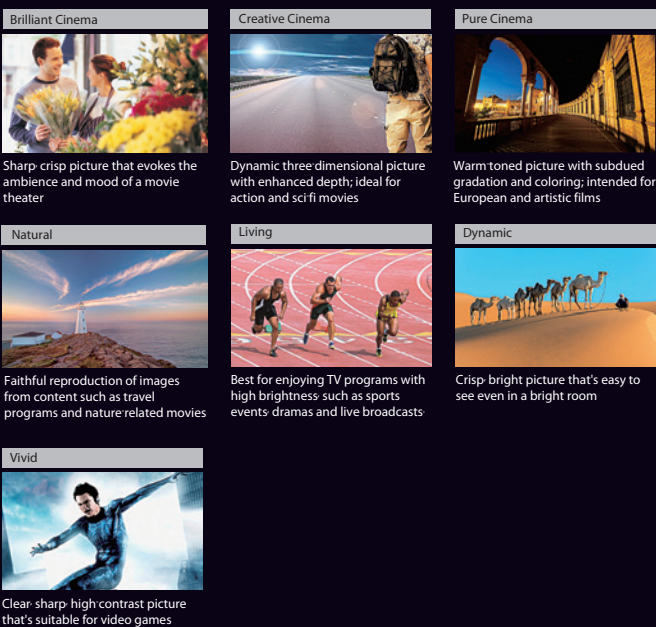 Brilliant Cinema
Sharp, crisp picture that evokes the
ambience and mood of a movie
theater
Creative Cinema
Dynamic three-dimensional picture
with enhanced depth; ideal for
action and sci-fi movies
Pure Cinema
Warm-toned picture with subdued
gradation and coloring; intended for
European and artistic films
Natural
Faithful reproduction of images
from content such as travel
programs and nature-related movies
Living
Best for enjoying TV programs with
high brightness, such as sports
events, dramas and live broadcasts.
Dynamic
Crisp, bright picture that's easy to
see even in a bright room
Vivid
Clear, sharp, high-contrast picture
that's suitable for video games